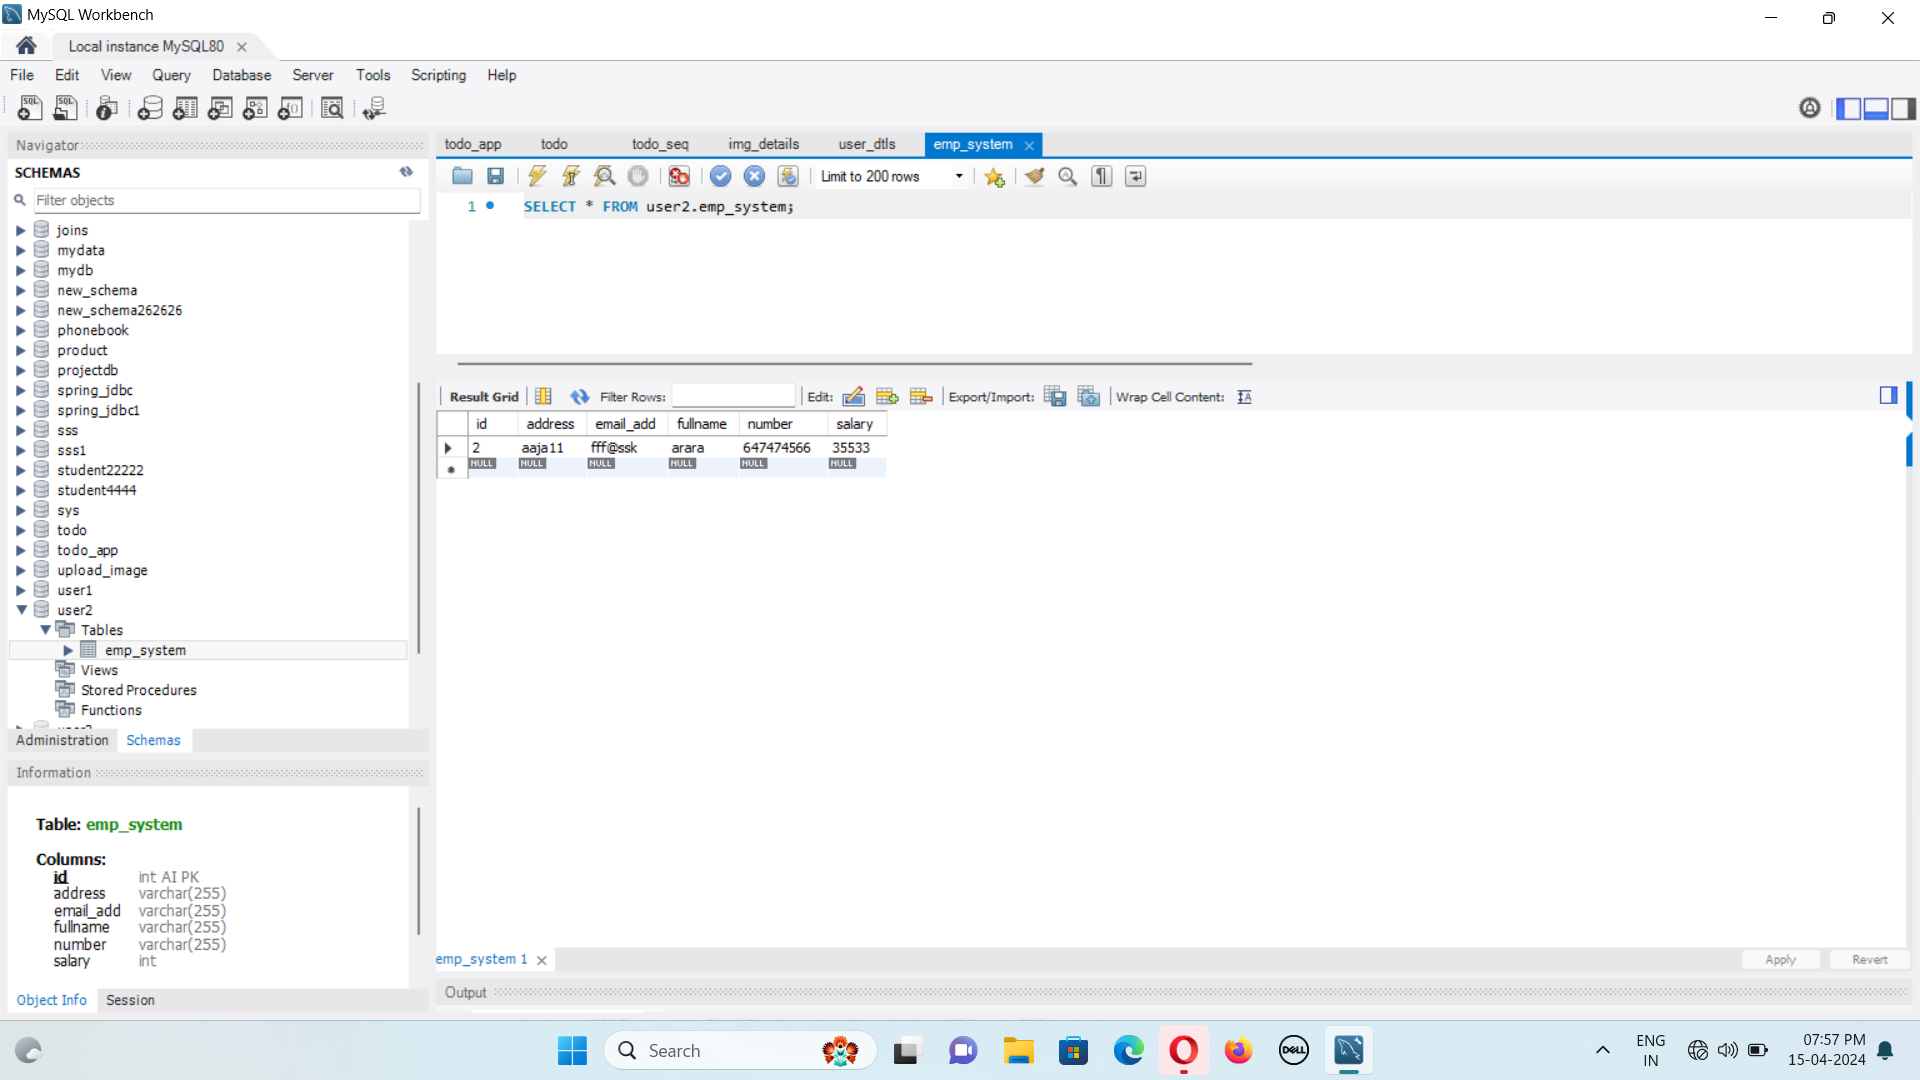 MySQL Workbench
Local instance MySQL80
File Edit View Query Database Server Tools Scripting Help
Navigator
SCHEMAS
Filter objects
joins
mydata
mydb
new_schema
new_schema262626
phonebook
product
projectdb
spring_jdbc
spring_jdbc1
sss
sss1
student22222
student4444
sys
todo
todo_app
upload_image
user1
user2
Tables
emp_system
Views
Stored Procedures
Functions
Administration Schemas
Information
Table: emp_system
Columns:
id int AI PK
address varchar(255)
email_add varchar(255)
fullname varchar(255)
number varchar(255)
salary int
Object Info Session
todo_app todo todo_seq img_details user_dtls emp_system
Limit to 200 rows
1 SELECT * FROM user2.emp_system;
Result Grid Filter Rows: Edit: Export/Import: Wrap Cell Content:
id address email_add fullname number salary
2 aaja11 fff@ssk arara 647474566 35533
NULL NULL NULL NULL NULL NULL
emp_system 1 Apply Revert
Output
Search
DELL
ENG
IN
07:57 PM
15-04-2024